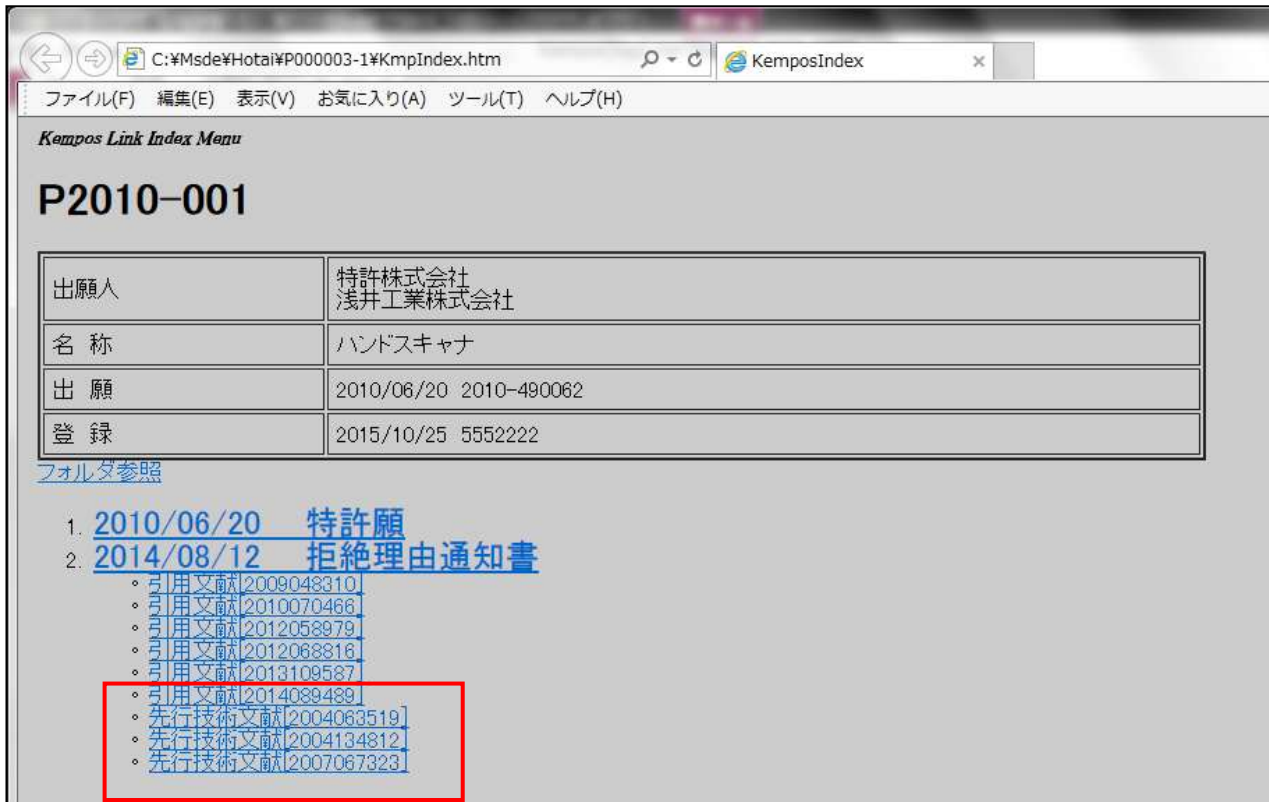 C:¥Msde¥Hotai¥P000003-1¥KmpIndex.htm
KemposIndex
ファイル(F) 編集(E) 表示(V) お気に入り(A) ツール(T) ヘルプ(H)
Kempos Link Index Menu
P2010-001
出願人 特許株式会社
浅井工業株式会社
名 称 ハンドスキャナ
出 願 2010/06/20 2010-490062
登 録 2015/10/25 5552222
フォルダ参照
1. 2010/06/20 特許願
2. 2014/08/12 拒絶理由通知書
引用文献[2009048310]
引用文献[2010070466]
引用文献[2012058979]
引用文献[2012068816]
引用文献[2013109587]
引用文献[2014089489]
先行技術文献[2004063519]
先行技術文献[2004134812]
先行技術文献[2007067323]